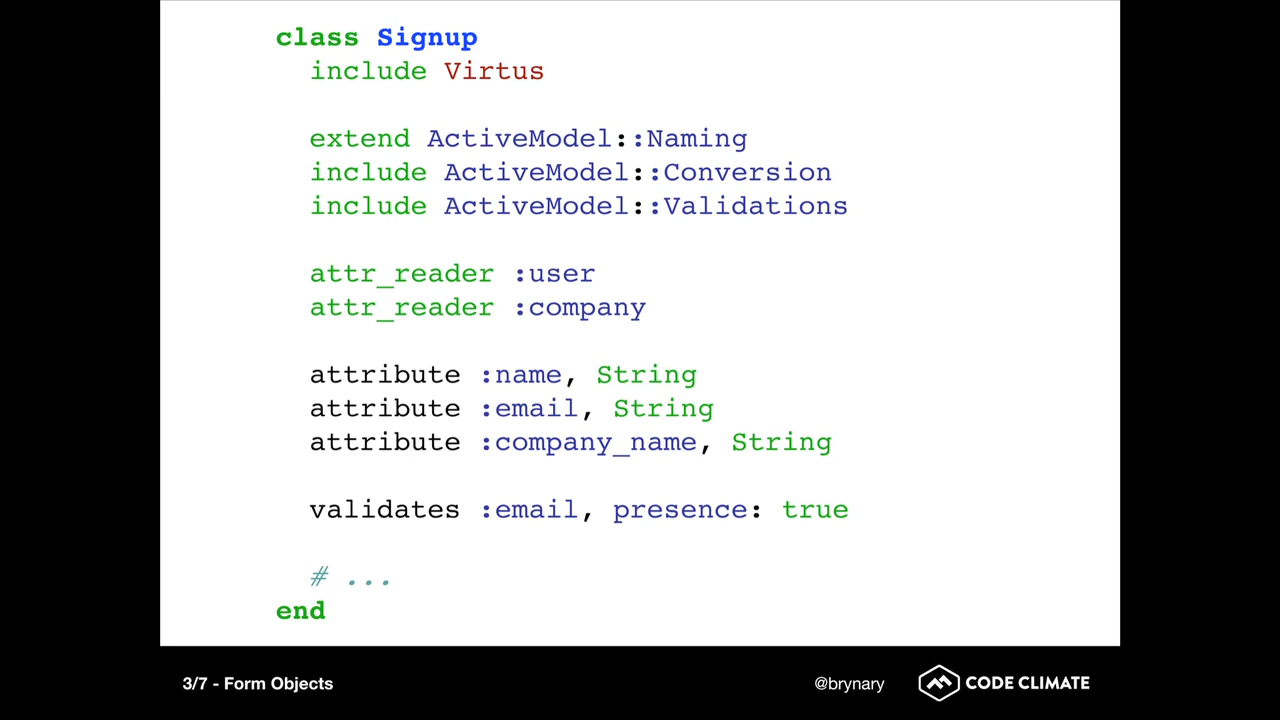 class Signup
  include Virtus

  extend ActiveModel::Naming
  include ActiveModel::Conversion
  include ActiveModel::Validations

  attr_reader :user
  attr_reader :company

  attribute :name, String
  attribute :email, String
  attribute :company_name, String

  validates :email, presence: true

  # ...
end
3/7 - Form Objects
@brynary
CODE CLIMATE